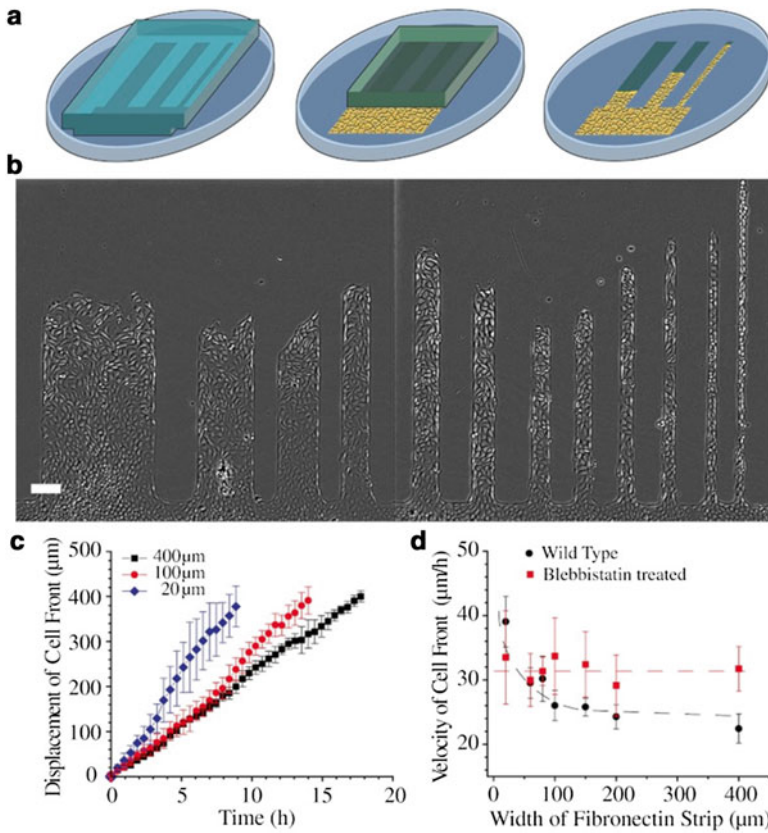 a
b
c
400µm
100µm
20µm
Displacement of Cell Front (µm)
500
400
300
200
100
0
0
5
10
15
20
Time (h)
d
Wild Type
Blebbistatin treated
Velocity of Cell Front (µm/h)
50
40
30
20
0
100
200
300
400
Width of Fibronectin Strip (µm)